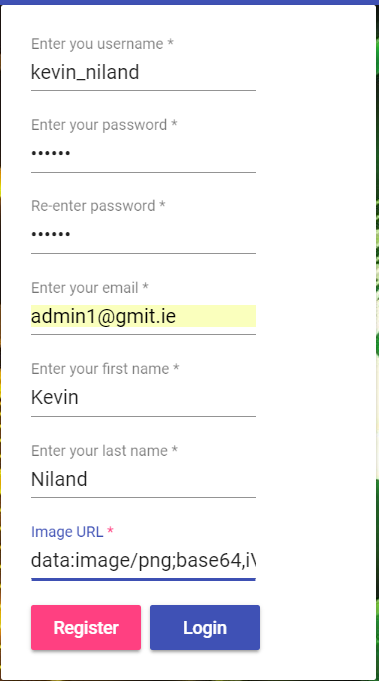 Enter you username *
kevin_niland
Enter your password *
••••••
Re-enter password *
••••••
Enter your email *
admin1@gmit.ie
Enter your first name *
Kevin
Enter your last name *
Niland
Image URL *
data:image/png;base64,iV
Register Login